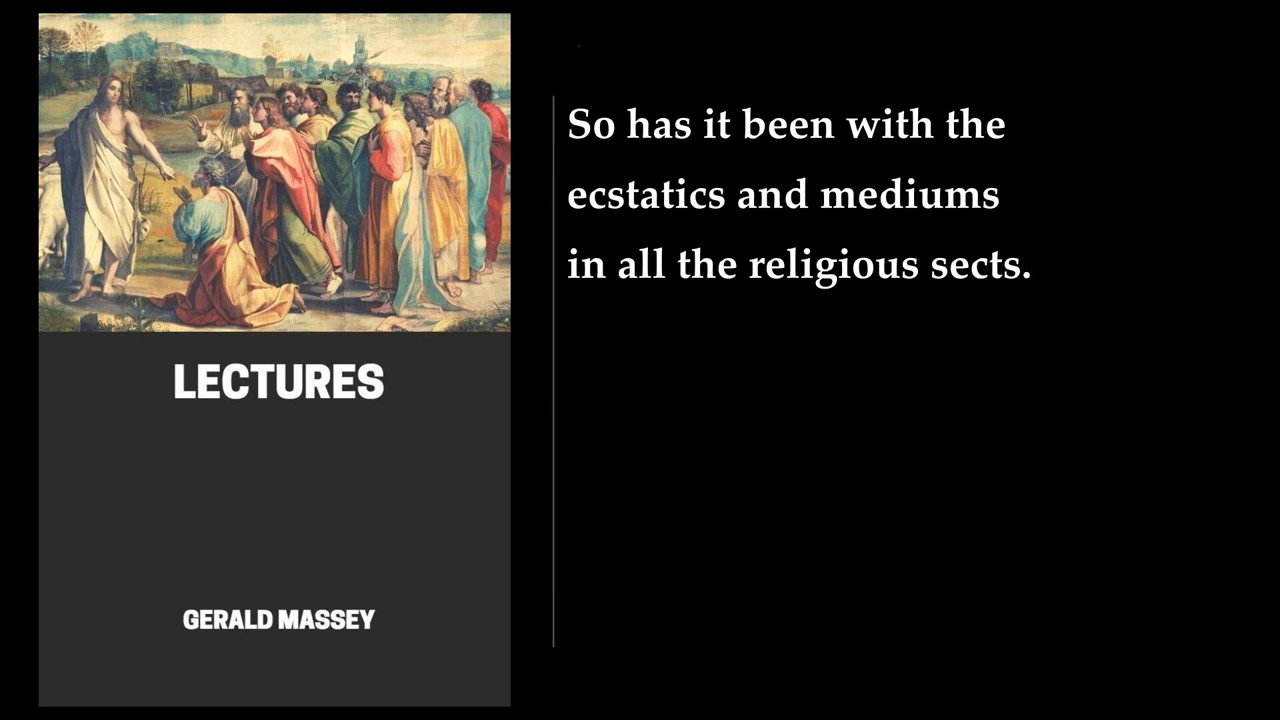 LECTURES
GERALD MASSEY
So has it been with the
ecstatics and mediums
in all the religious sects.